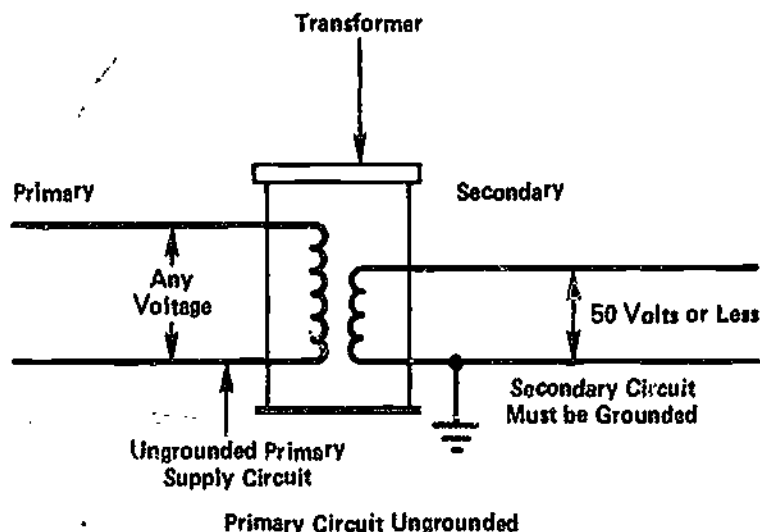 Transformer
Primary
Secondary
Any
Voltage
50 Volts or Less
Secondary Circuit
Must be Grounded
Ungrounded Primary
Supply Circuit
Primary Circuit Ungrounded